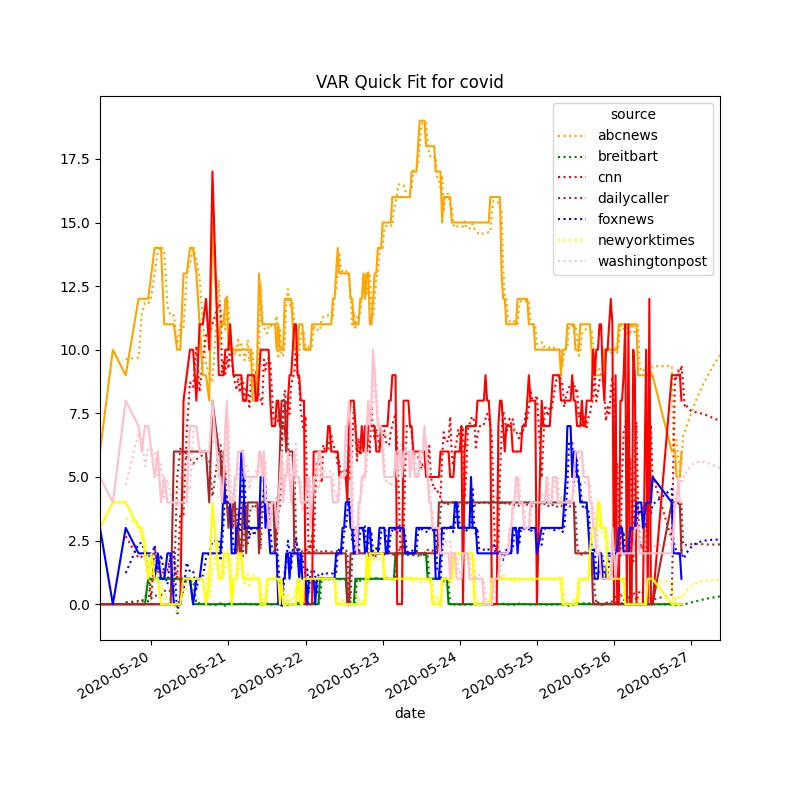 VAR Quick Fit for covid
source
abcnews
breitbart
cnn
dailycaller
foxnews
newyorktimes
washingtonpost
17.5
15.0
12.5
10.0
7.5
5.0
2.5
0.0
2020-05-20
2020-05-21
2020-05-22
2020-05-23
2020-05-24
2020-05-25
2020-05-26
2020-05-27
date